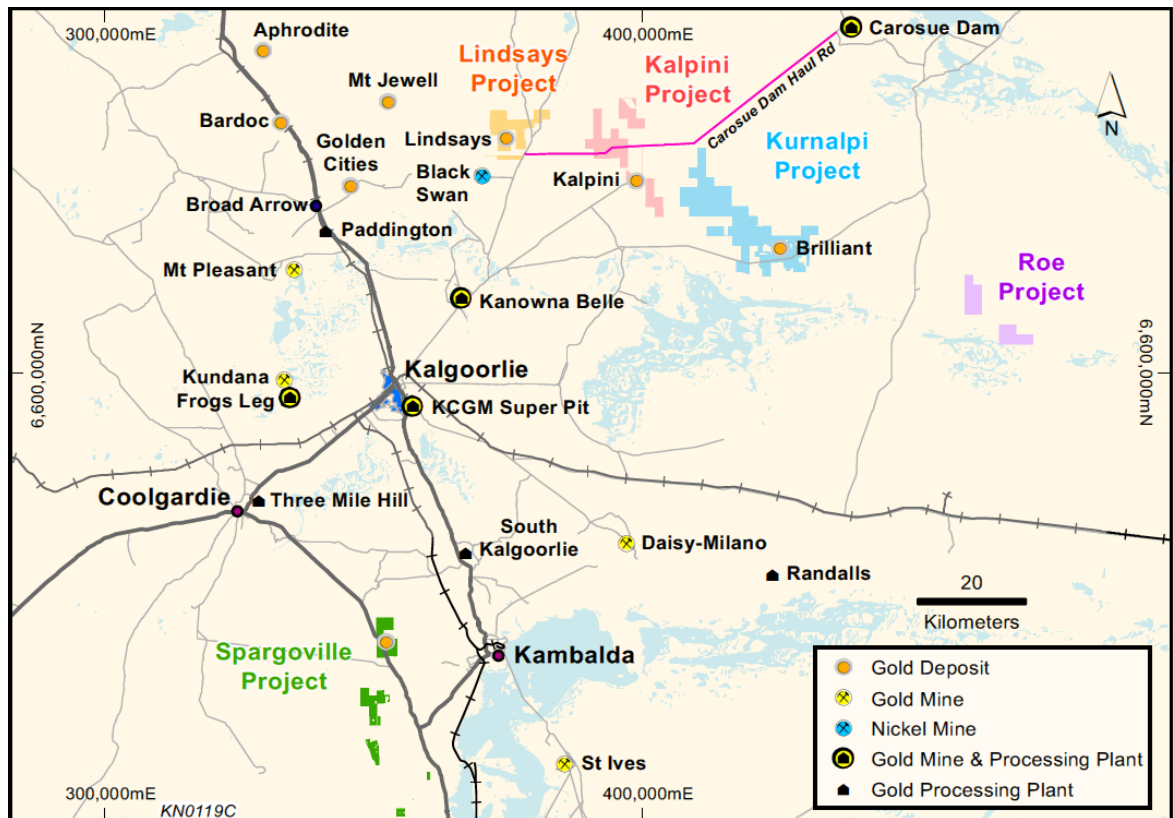 300,000mE
400,000mE
Aphrodite
Carosue Dam
Lindsays
Project
Kalpini
Project
Mt Jewell
Carosue Dam Haul Rd
N
Bardoc
Golden
Cities
Lindsays
Kurnalpi
Project
Black
Swan
Kalpini
Broad Arrow
Paddington
Brilliant
Mt Pleasant
Roe
Project
Kanowna Belle
6,600,000mN
Kalgoorlie
6,600,000mN
Kundana
Frogs Leg
KCGM Super Pit
Coolgardie
Three Mile Hill
South
Kalgoorlie
Daisy-Milano
Randalls
20
Kilometers
Spargoville
Project
Kambalda
Gold Deposit
Gold Mine
Nickel Mine
Gold Mine & Processing Plant
Gold Processing Plant
St Ives
300,000mE
KN0119C
400,000mE